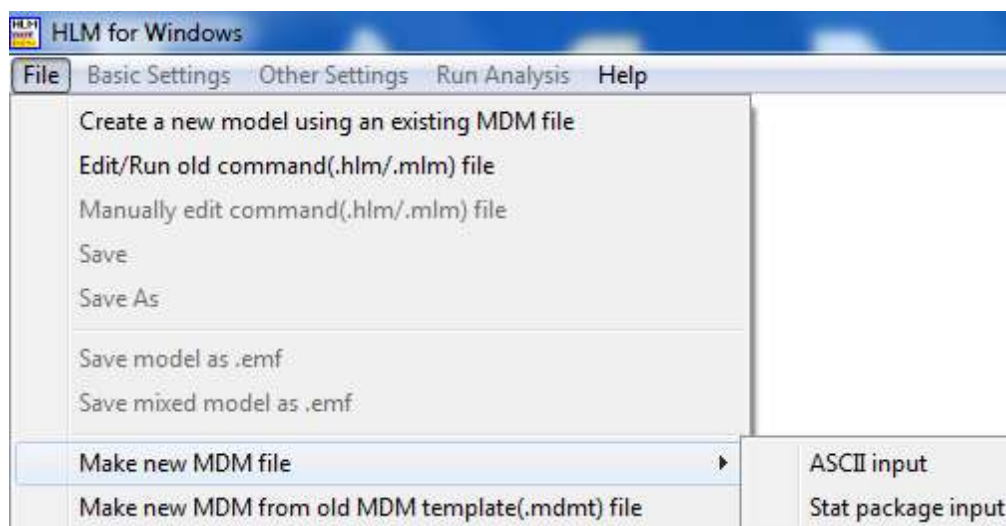 HLM for Windows
File Basic Settings Other Settings Run Analysis Help
Create a new model using an existing MDM file
Edit/Run old command(.hlm/.mlm) file
Manually edit command(.hlm/.mlm) file
Save
Save As
Save model as .emf
Save mixed model as .emf
Make new MDM file
ASCII input
Make new MDM from old MDM template(.mdmt) file
Stat package input